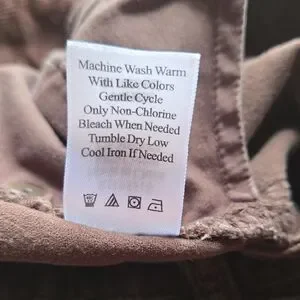 Machine Wash Warm
With Like Colors
Gentle Cycle
Only Non-Chlorine
Bleach When Needed
Tumble Dry Low
Cool Iron If Needed